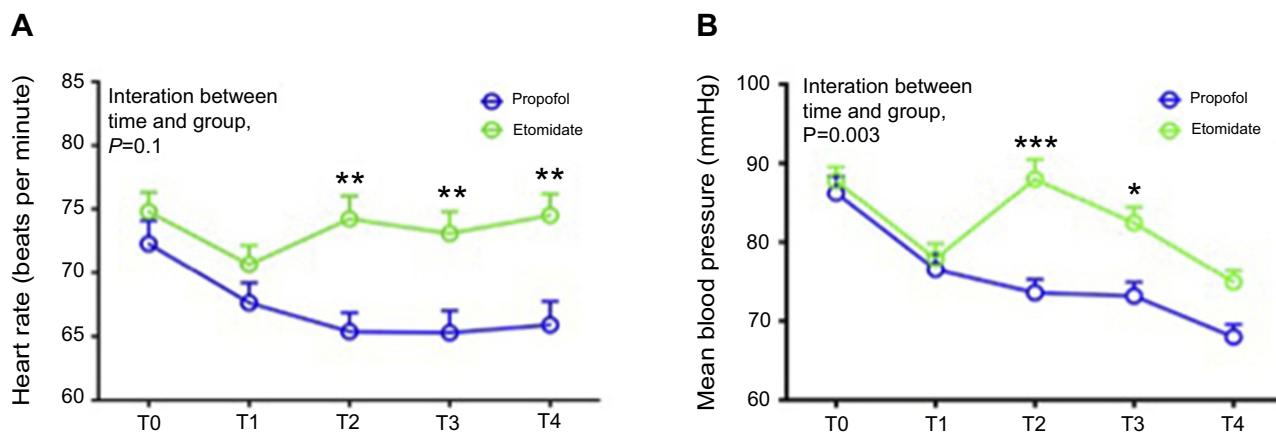 A
Heart rate (beats per minute)
85
80
75
70
65
60
Interation between
time and group,
P=0.1
Propofol
Etomidate
**
**
**
T0
T1
T2
T3
T4
B
Mean blood pressure (mmHg)
100
90
80
70
60
Interation between
time and group,
P=0.003
Propofol
Etomidate
***
*
T0
T1
T2
T3
T4